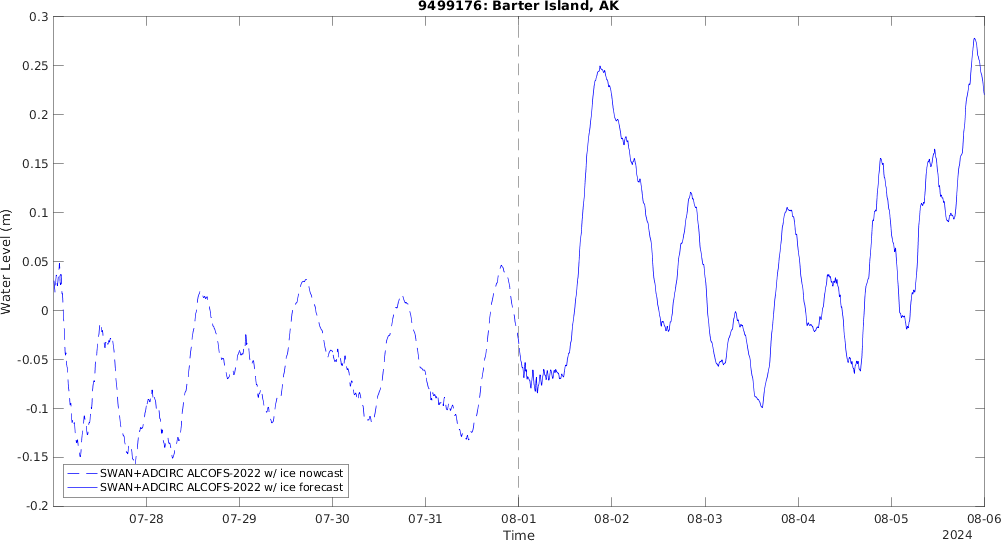 9499176: Barter Island, AK
0.3
0.25
0.2
0.15
0.1
0.05
0
-0.05
-0.1
-0.15
-0.2
Water Level (m)
SWAN+ADCIRC ALCOFS-2022 w/ ice nowcast
SWAN+ADCIRC ALCOFS-2022 w/ ice forecast
07-28 07-29 07-30 07-31 08-01 08-02 08-03 08-04 08-05 08-06
Time
2024